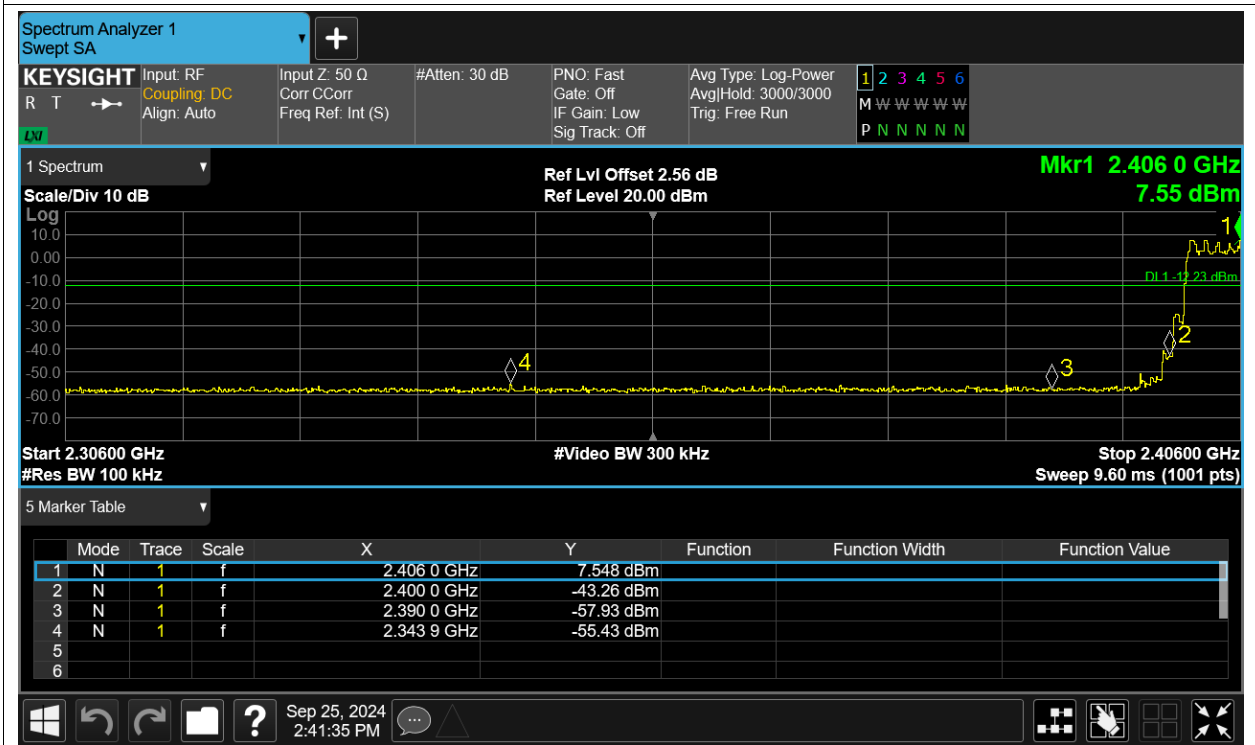 Spectrum Analyzer 1
Swept SA
+
KEYSIGHT Input: RF Input Z: 50 Ω #Atten: 30 dB PNO: Fast Avg Type: Log-Power 1 2 3 4 5 6
R T Coupling: DC Corr CCorr Gate: Off Avg|Hold: 3000/3000 M W W W W W
Align: Auto Freq Ref: Int (S) IF Gain: Low Trig: Free Run
LXI Sig Track: Off P N N N N N
1 Spectrum Ref Lvl Offset 2.56 dB Mkr1 2.406 0 GHz
Scale/Div 10 dB Ref Level 20.00 dBm 7.55 dBm
Log
1
10.0
0.00
DL1 -12.23 dBm
-10.0
-20.0
-30.0
2
-40.0
4
3
-50.0
-60.0
-70.0
Start 2.30600 GHz #Video BW 300 kHz Stop 2.40600 GHz
#Res BW 100 kHz Sweep 9.60 ms (1001 pts)
5 Marker Table
Mode Trace Scale X Y Function Function Width Function Value
1 N 1 f 2.406 0 GHz 7.548 dBm
2 N 1 f 2.400 0 GHz -43.26 dBm
3 N 1 f 2.390 0 GHz -57.93 dBm
4 N 1 f 2.343 9 GHz -55.43 dBm
5
6
? Sep 25, 2024
2:41:35 PM